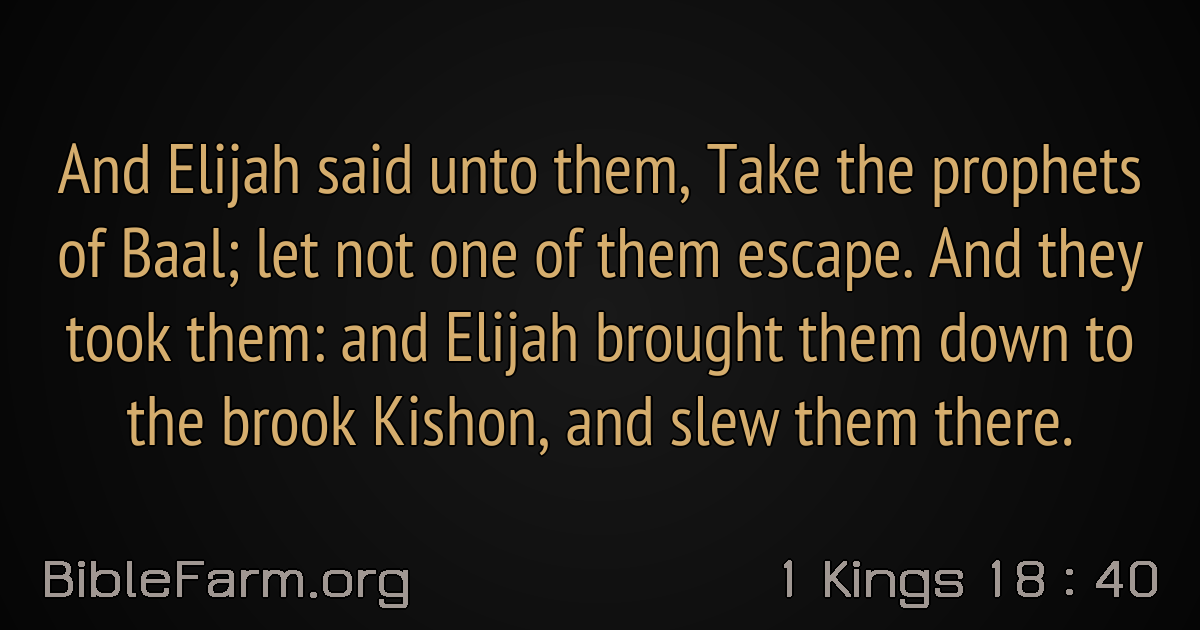 And Elijah said unto them, Take the prophets
of Baal; let not one of them escape. And they
took them: and Elijah brought them down to
the brook Kishon, and slew them there.
BibleFarm.org
1 Kings 18 : 40